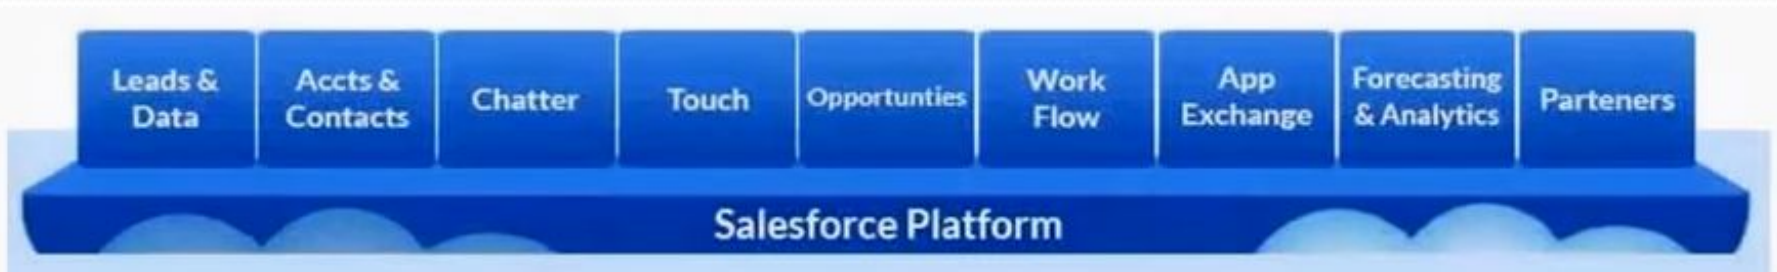 Leads &
Data
Accts &
Contacts
Chatter
Touch
Opportunties
Work
Flow
App
Exchange
Forecasting
& Analytics
Parteners
Salesforce Platform